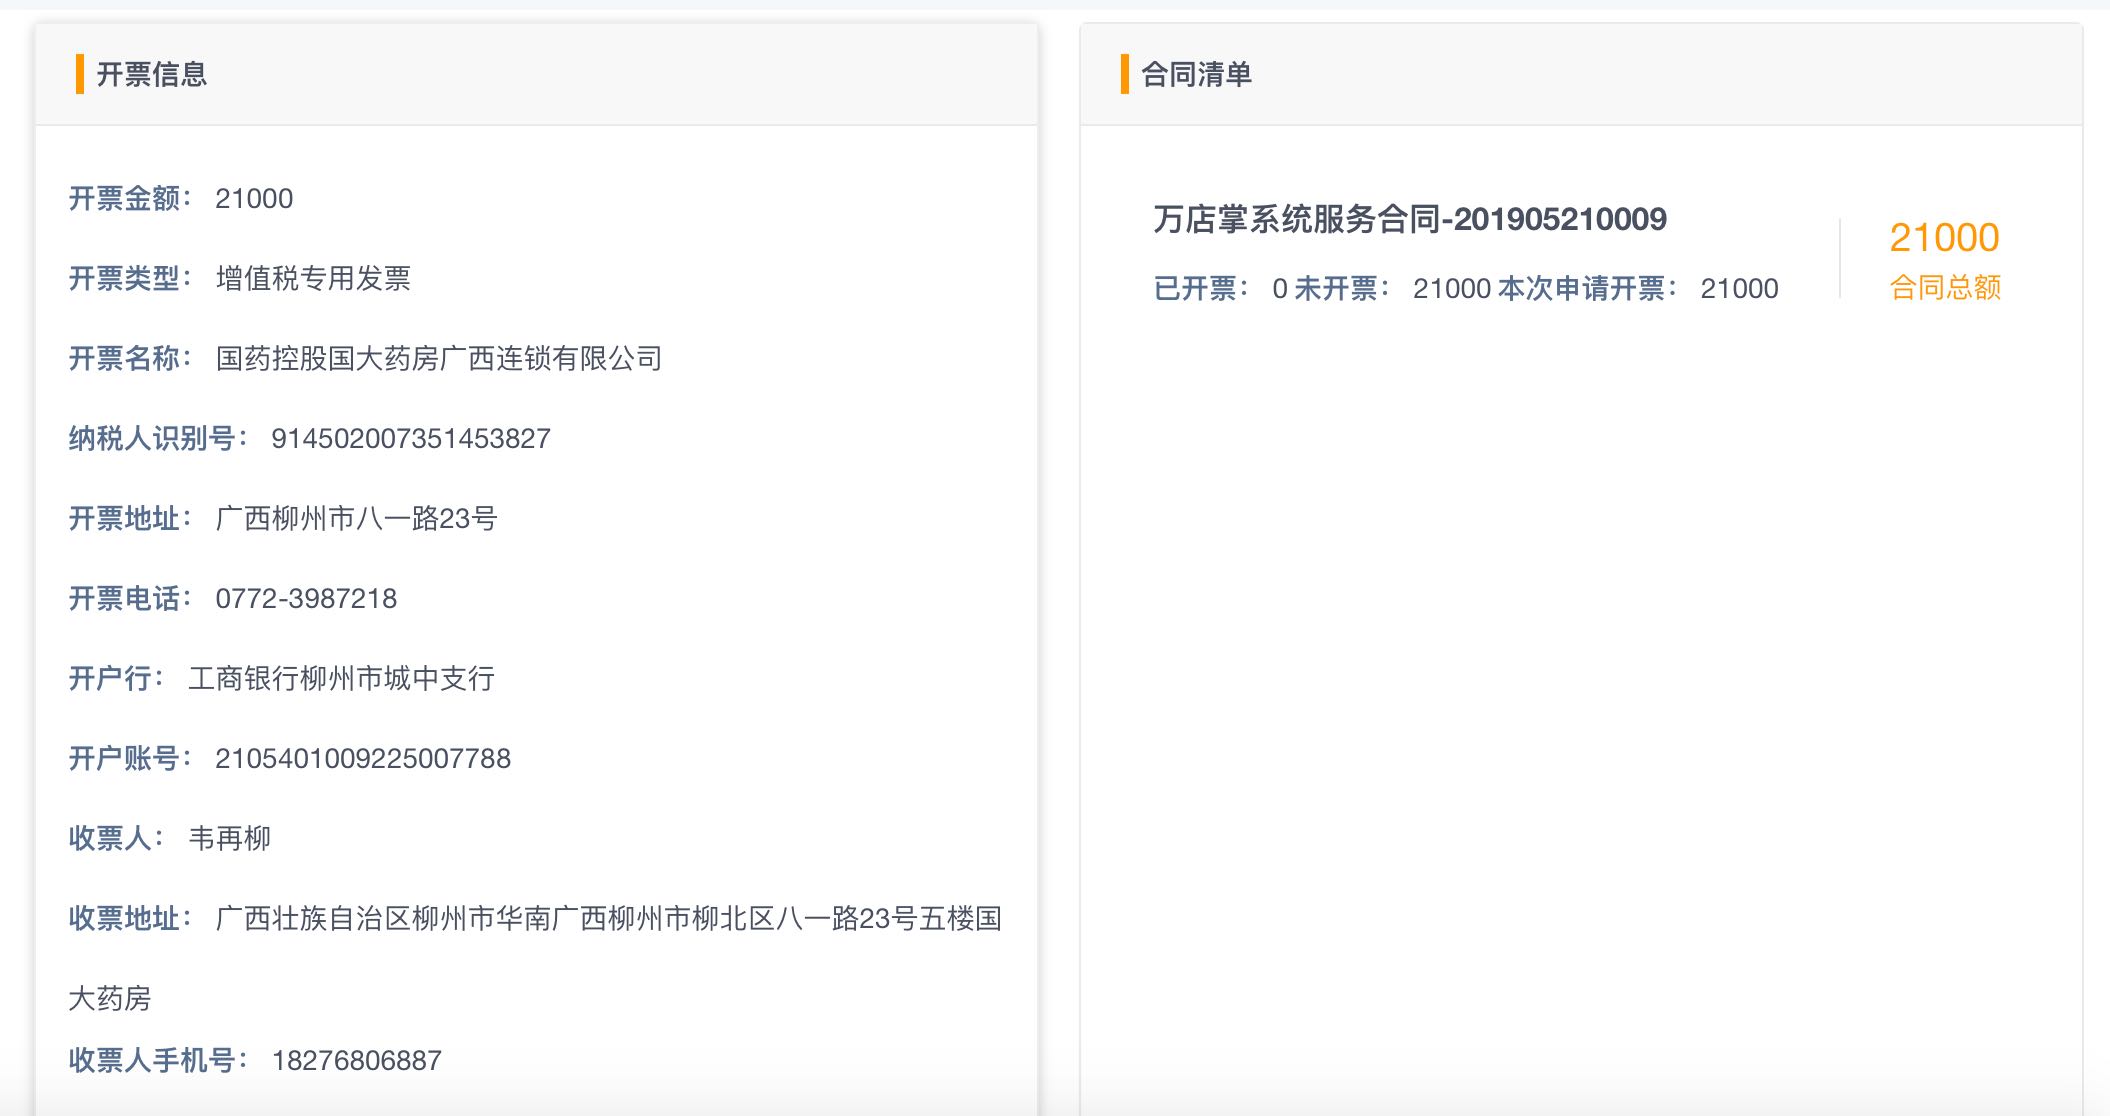 开票信息
开票金额： 21000
开票类型： 增值税专用发票
开票名称： 国药控股国大药房广西连锁有限公司
纳税人识别号： 914502007351453827
开票地址： 广西柳州市八一路23号
开票电话： 0772-3987218
开户行： 工商银行柳州市城中支行
开户账号： 2105401009225007788
收票人： 韦再柳
收票地址： 广西壮族自治区柳州市华南广西柳州市柳北区八一路23号五楼国
大药房
收票人手机号： 18276806887
合同清单
万店掌系统服务合同-201905210009
已开票： 0 未开票： 21000 本次申请开票： 21000
21000
合同总额